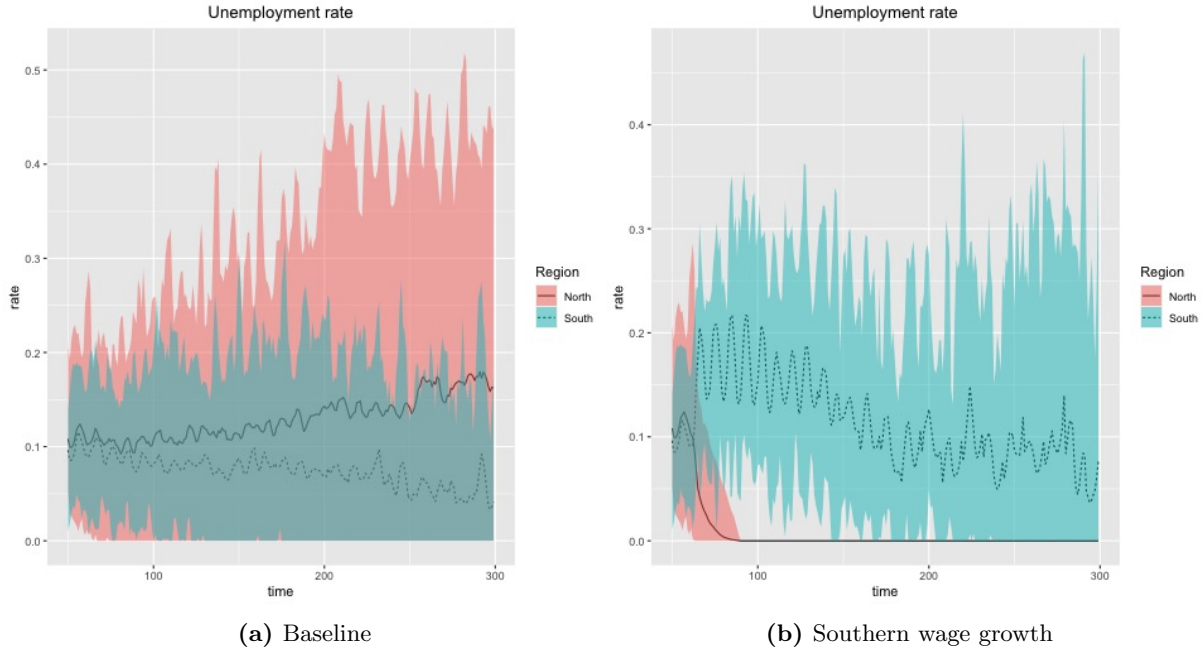 Unemployment rate
0.5
0.4
0.3
0.2
0.1
0.0
rate
100
200
300
time
Region
North
South
(a) Baseline
Unemployment rate
0.4
0.3
0.2
0.1
0.0
rate
100
200
300
time
Region
North
South
(b) Southern wage growth